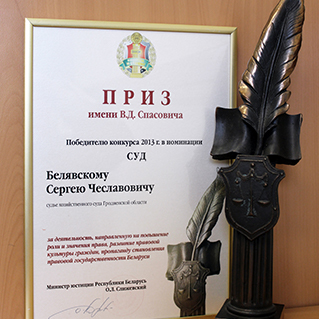 ПРИЗ
имени В.Д. Спасовича
Победителю конкурса 2013 г. в номинации
СУД
Белявскому
Сергею Чеславовичу
судье хозяйственного суда Гродненской области
за деятельность, направленную на повышение
роли и значения права, развитие правовой
культуры граждан, пропаганду становления
правовой государственности Беларуси
Министр юстиции Республики Беларусь
О.Л. Слижевский